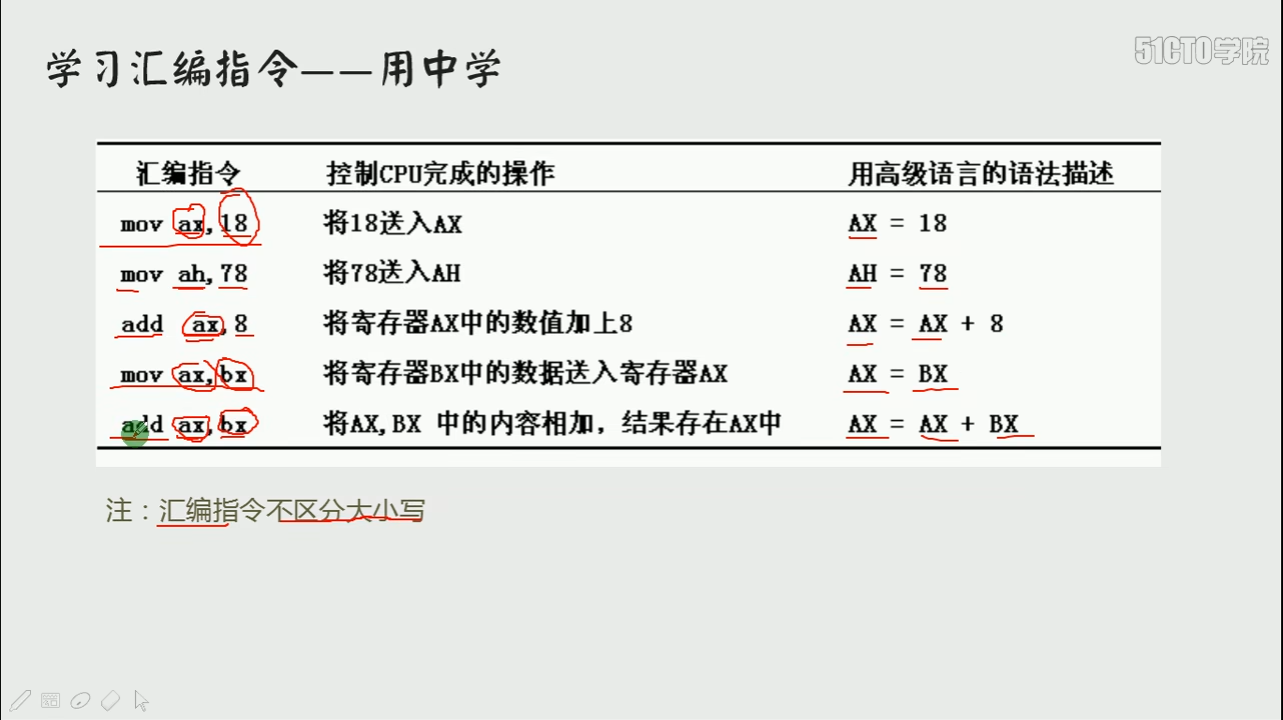 51CTO学院
学习汇编指令——用中学
汇编指令 控制CPU完成的操作 用高级语言的语法描述
mov ax,18 将18送入AX AX = 18
mov ah,78 将78送入AH AH = 78
add ax,8 将寄存器AX中的数值加上8 AX = AX + 8
mov ax,bx 将寄存器BX中的数据送入寄存器AX AX = BX
add ax,bx 将AX,BX 中的内容相加，结果存在AX中 AX = AX + BX
注：汇编指令不区分大小写